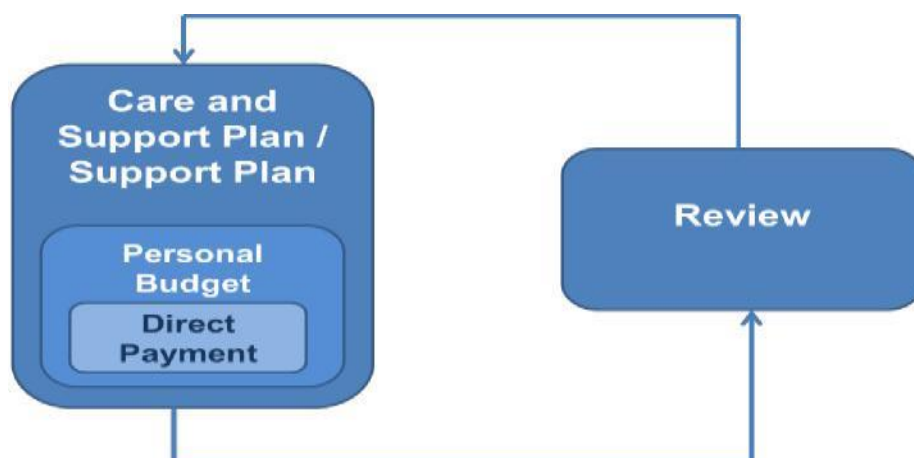 Care and
Support Plan /
Support Plan
Personal
Budget
Direct
Payment
Review